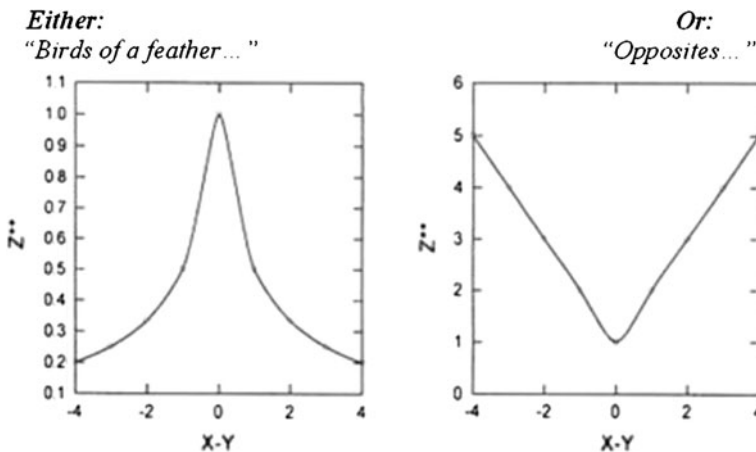 Either:
"Birds of a feather... "
1.1
1.0
0.9
0.8
0.7
0.6
0.5
0.4
0.3
0.2
0.1
Z**
-4 -2 0 2 4
X-Y
Or:
"Opposites... "
6
5
4
3
2
1
0
Z**
-4 -2 0 2 4
X-Y